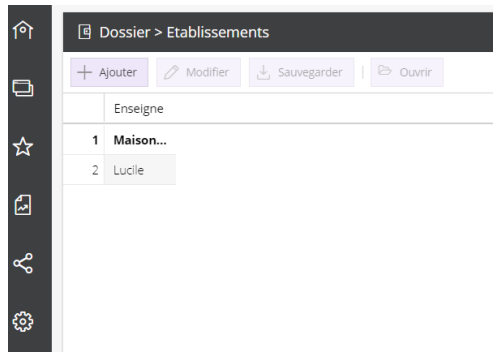 Dossier > Etablissements
Ajouter Modifier Sauvegarder Ouvrir
Enseigne
1 Maison...
2 Lucile